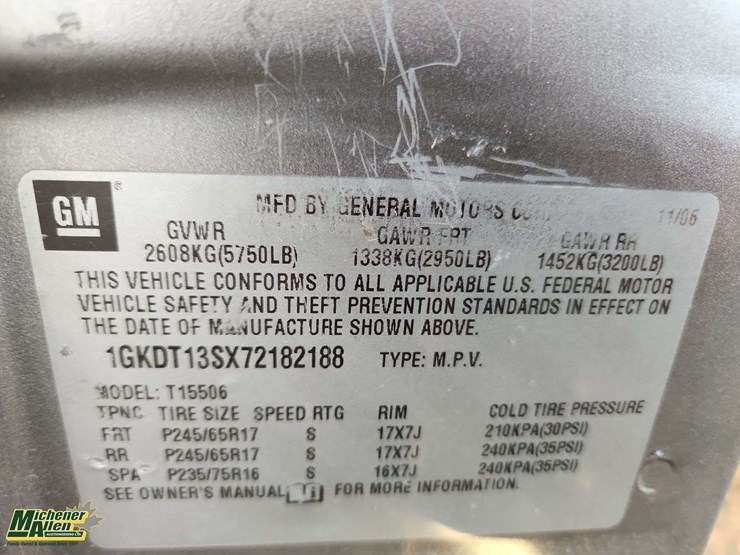 GM
MFD BY GENERAL MOTORS 11/06
GVWR GAWR FRT GAWR RR
2608KG(5750LB) 1338KG(2950LB) 1452KG(3200LB)
THIS VEHICLE CONFORMS TO ALL APPLICABLE U.S. FEDERAL MOTOR
VEHICLE SAFETY AND THEFT PREVENTION STANDARDS IN EFFECT ON
THE DATE OF MANUFACTURE SHOWN ABOVE.
1GKDT13SX72182188 TYPE: M.P.V.
MODEL: T15506
TPNC TIRE SIZE SPEED RTG RIM COLD TIRE PRESSURE
FRT P245/65R17 S 17X7J 210KPA(30PSI)
RR P245/65R17 S 17X7J 240KPA(35PSI)
SPA P235/75R16 S 16X7J 240KPA(35PSI)
SEE OWNER'S MANUAL FOR MORE INFORMATION.
Michener
Allen
AUCTIONEERING LTD.